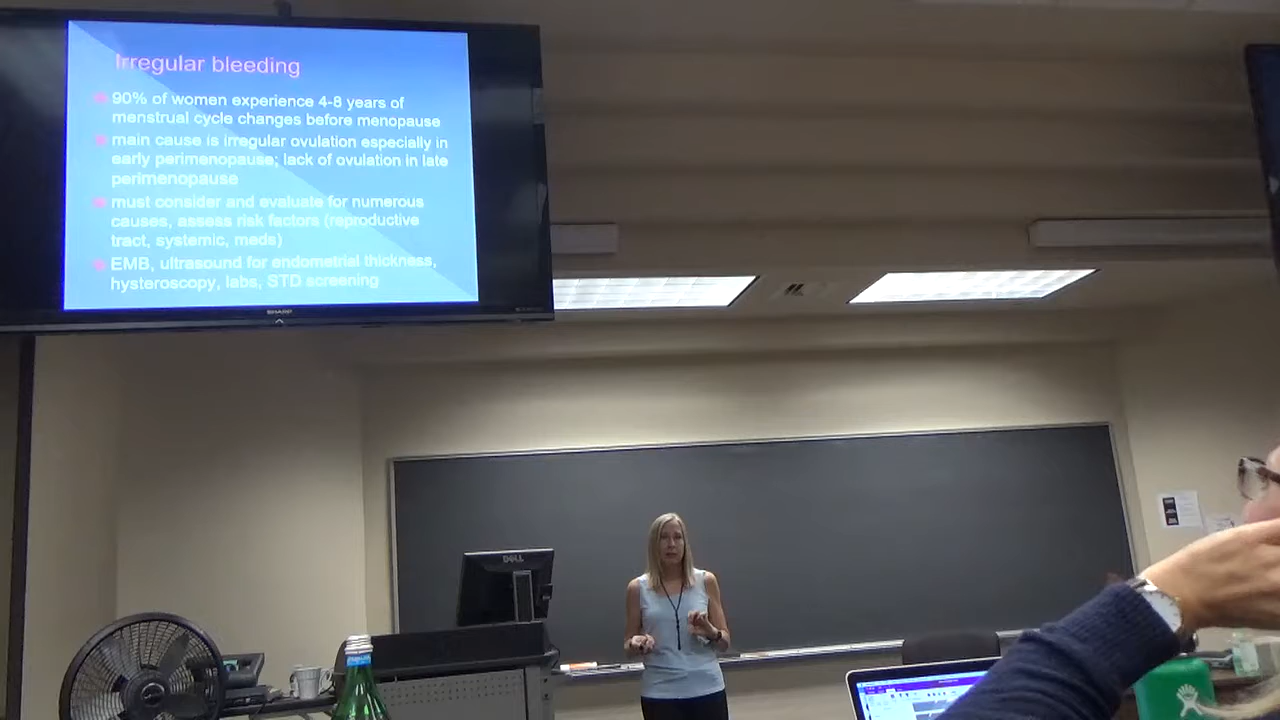 Irregular bleeding
90% of women experience 4-8 years of
menstrual cycle changes before menopause
main cause is irregular ovulation especially in
early perimenopause; lack of ovulation in late
perimenopause
must consider and evaluate for numerous
causes, assess risk factors (reproductive
tract, systemic, meds)
EMB, ultrasound for endometrial thickness,
hysteroscopy, labs, STD screening
SHARP
DELL